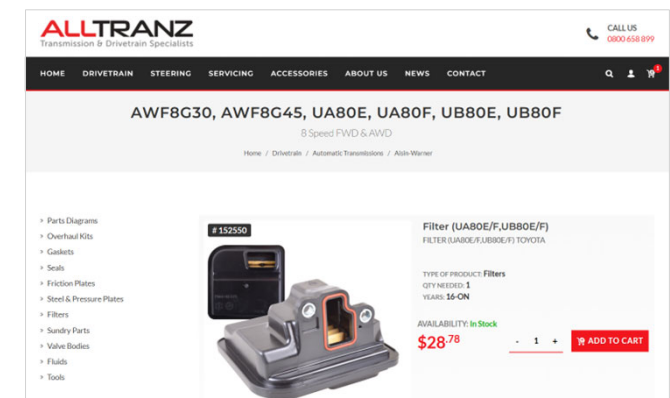 ALLTRANZ
Transmission & Drivetrain Specialists
CALL US
0800 658 899
HOME DRIVETRAIN STEERING SERVICING ACCESSORIES ABOUT US NEWS CONTACT
1
AWF8G30, AWF8G45, UA80E, UA80F, UB80E, UB80F
8 Speed FWD & AWD
Home / Drivetrain / Automatic Transmissions / Aisin-Warner
Parts Diagrams
Overhaul Kits
Gaskets
Seals
Friction Plates
Steel & Pressure Plates
Filters
Sundry Parts
Valve Bodies
Fluids
Tools
# 152550
Filter (UA80E/F,UB80E/F)
FILTER (UA80E/F,UB80E/F) TOYOTA
TYPE OF PRODUCT: Filters
QTY NEEDED: 1
YEARS: 16-ON
AVAILABILITY: In Stock
$28.78
- 1 +
ADD TO CART